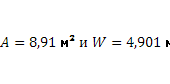 A = 8,91 м² и W = 4,901 м